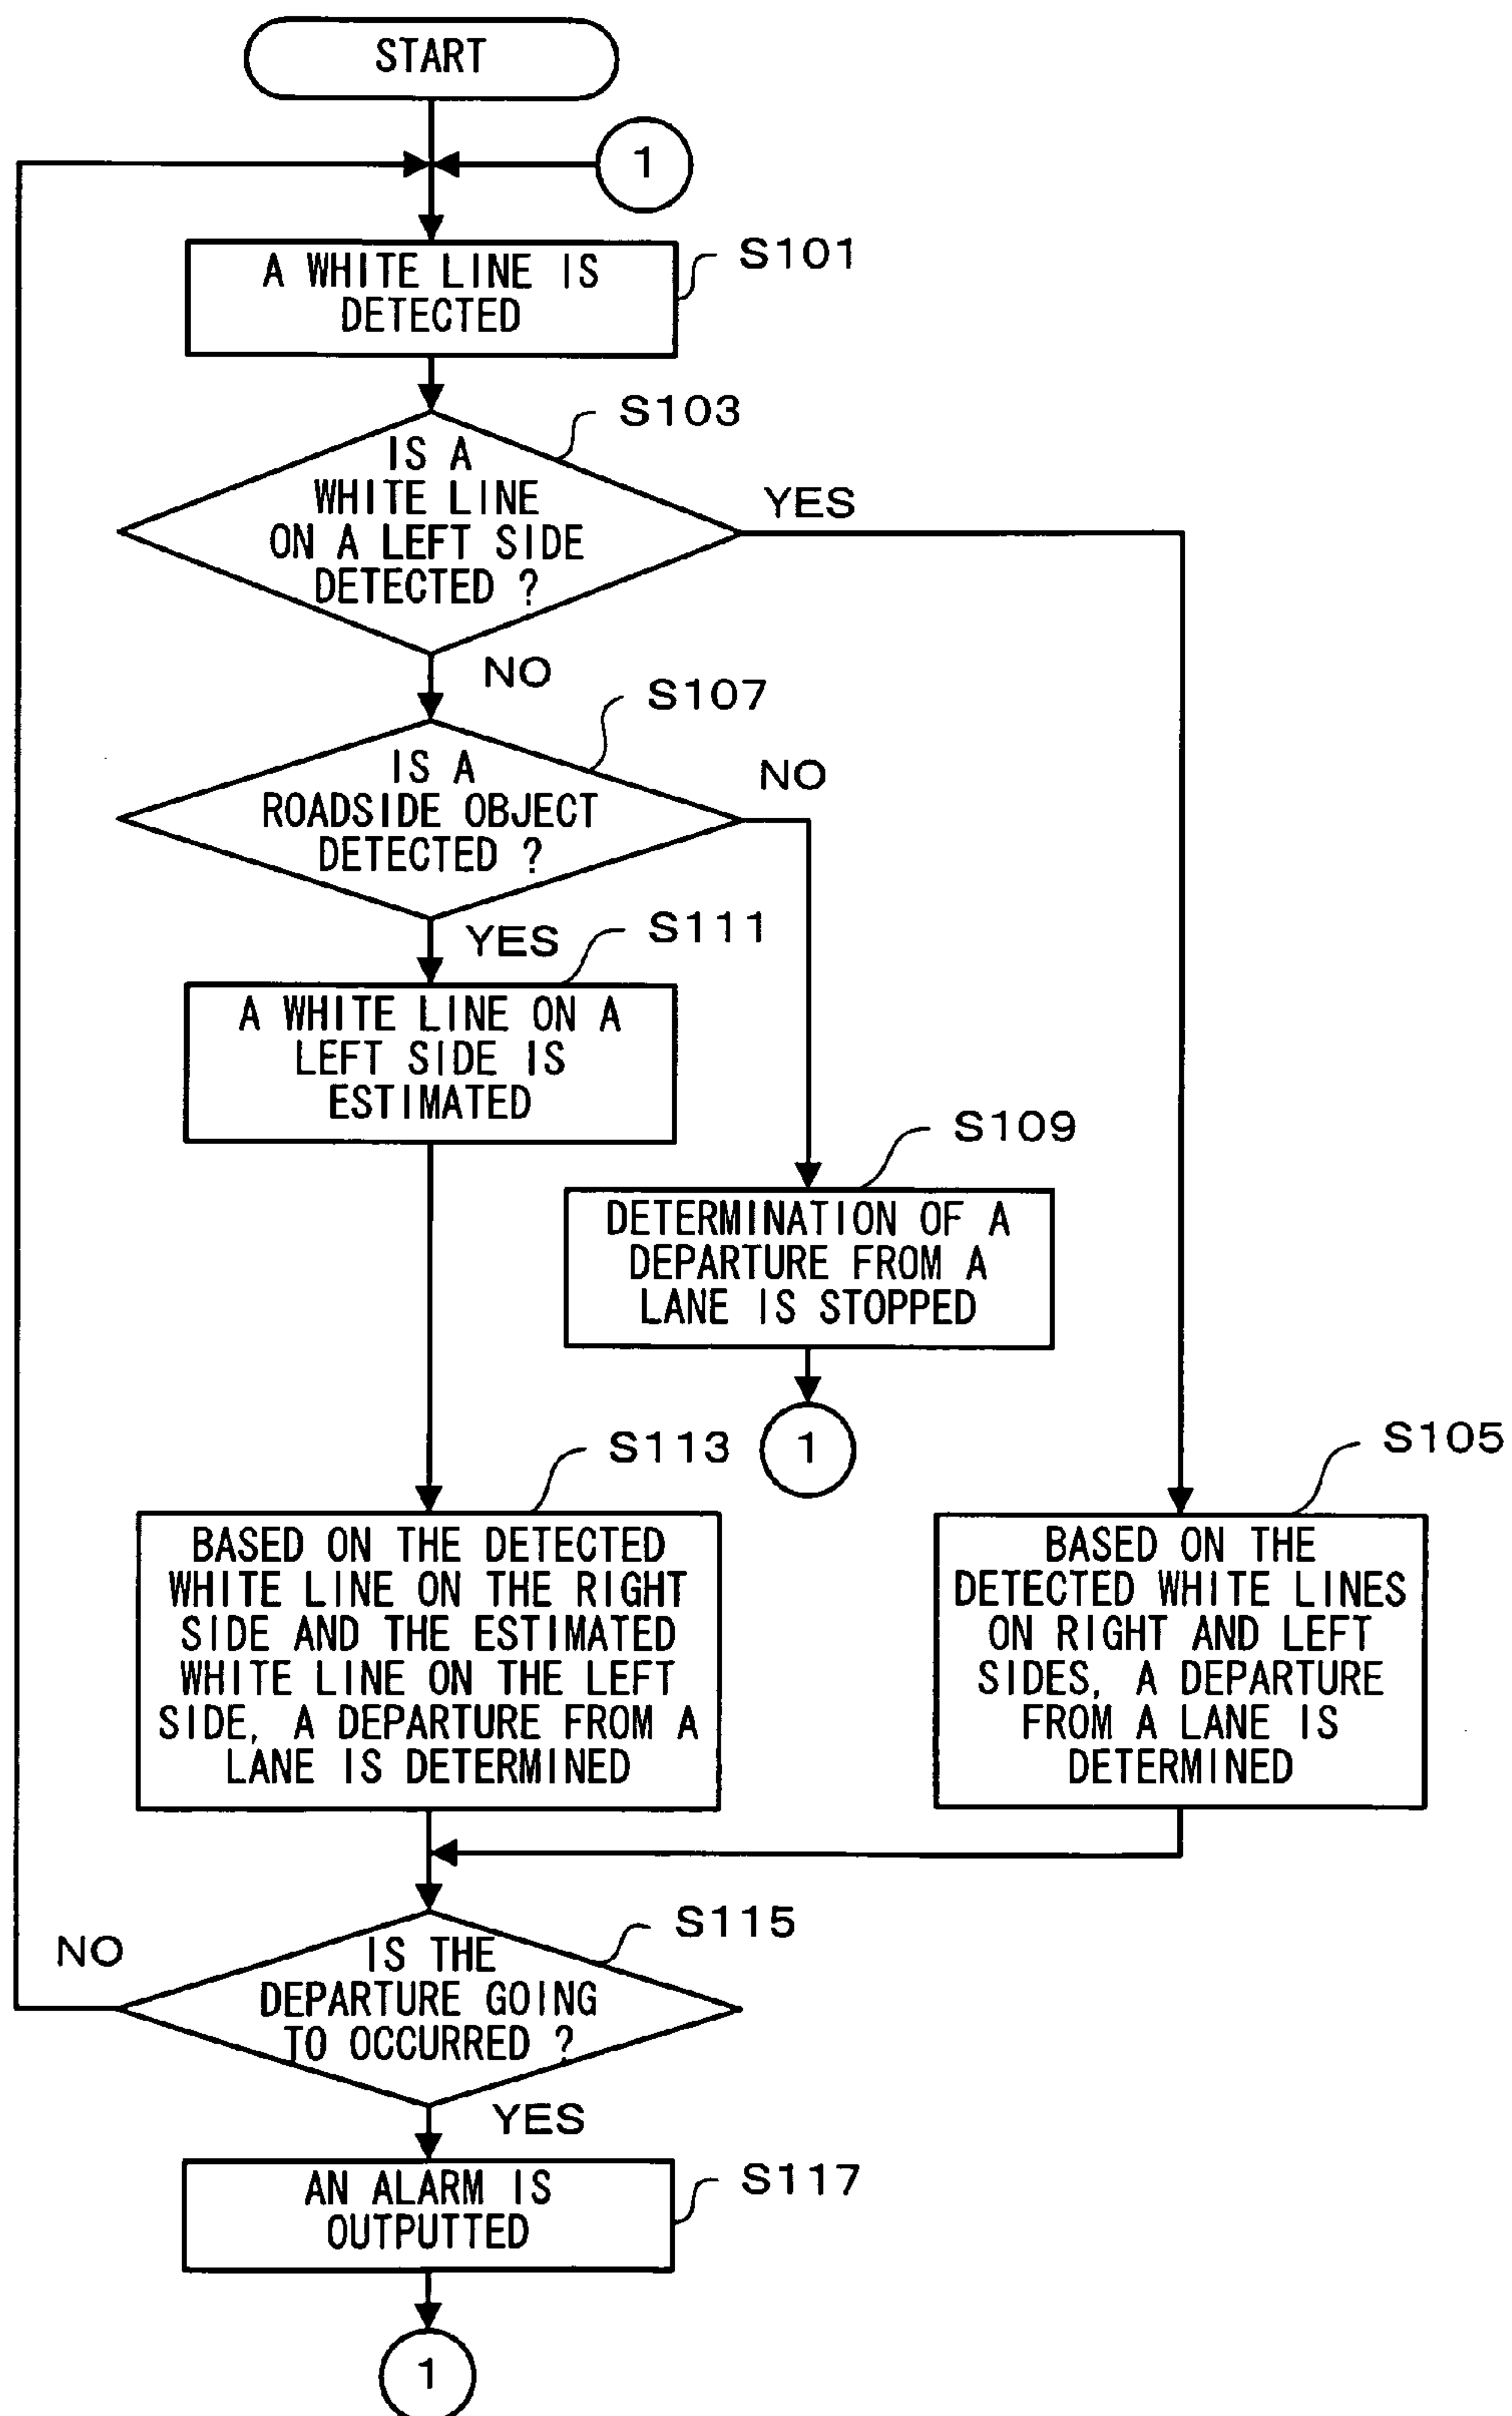 START
1
A WHITE LINE IS
DETECTED
S101
S103
IS A
WHITE LINE
ON A LEFT SIDE
DETECTED ?
YES
NO
S107
IS A
ROADSIDE OBJECT
DETECTED ?
NO
YES
S111
A WHITE LINE ON A
LEFT SIDE IS
ESTIMATED
S109
DETERMINATION OF A
DEPARTURE FROM A
LANE IS STOPPED
1
S113
BASED ON THE DETECTED
WHITE LINE ON THE RIGHT
SIDE AND THE ESTIMATED
WHITE LINE ON THE LEFT
SIDE, A DEPARTURE FROM A
LANE IS DETERMINED
S105
BASED ON THE
DETECTED WHITE LINES
ON RIGHT AND LEFT
SIDES, A DEPARTURE
FROM A LANE IS
DETERMINED
S115
NO
IS THE
DEPARTURE GOING
TO OCCURRED ?
YES
AN ALARM IS
OUTPUTTED
S117
1